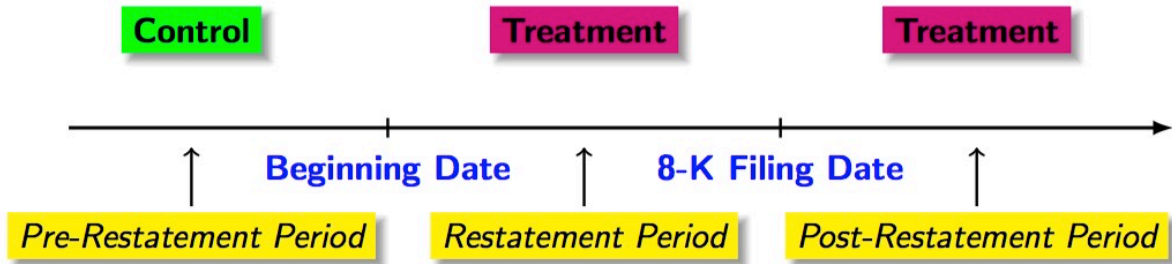 Control Treatment Treatment
Beginning Date 8-K Filing Date
Pre-Restatement Period Restatement Period Post-Restatement Period